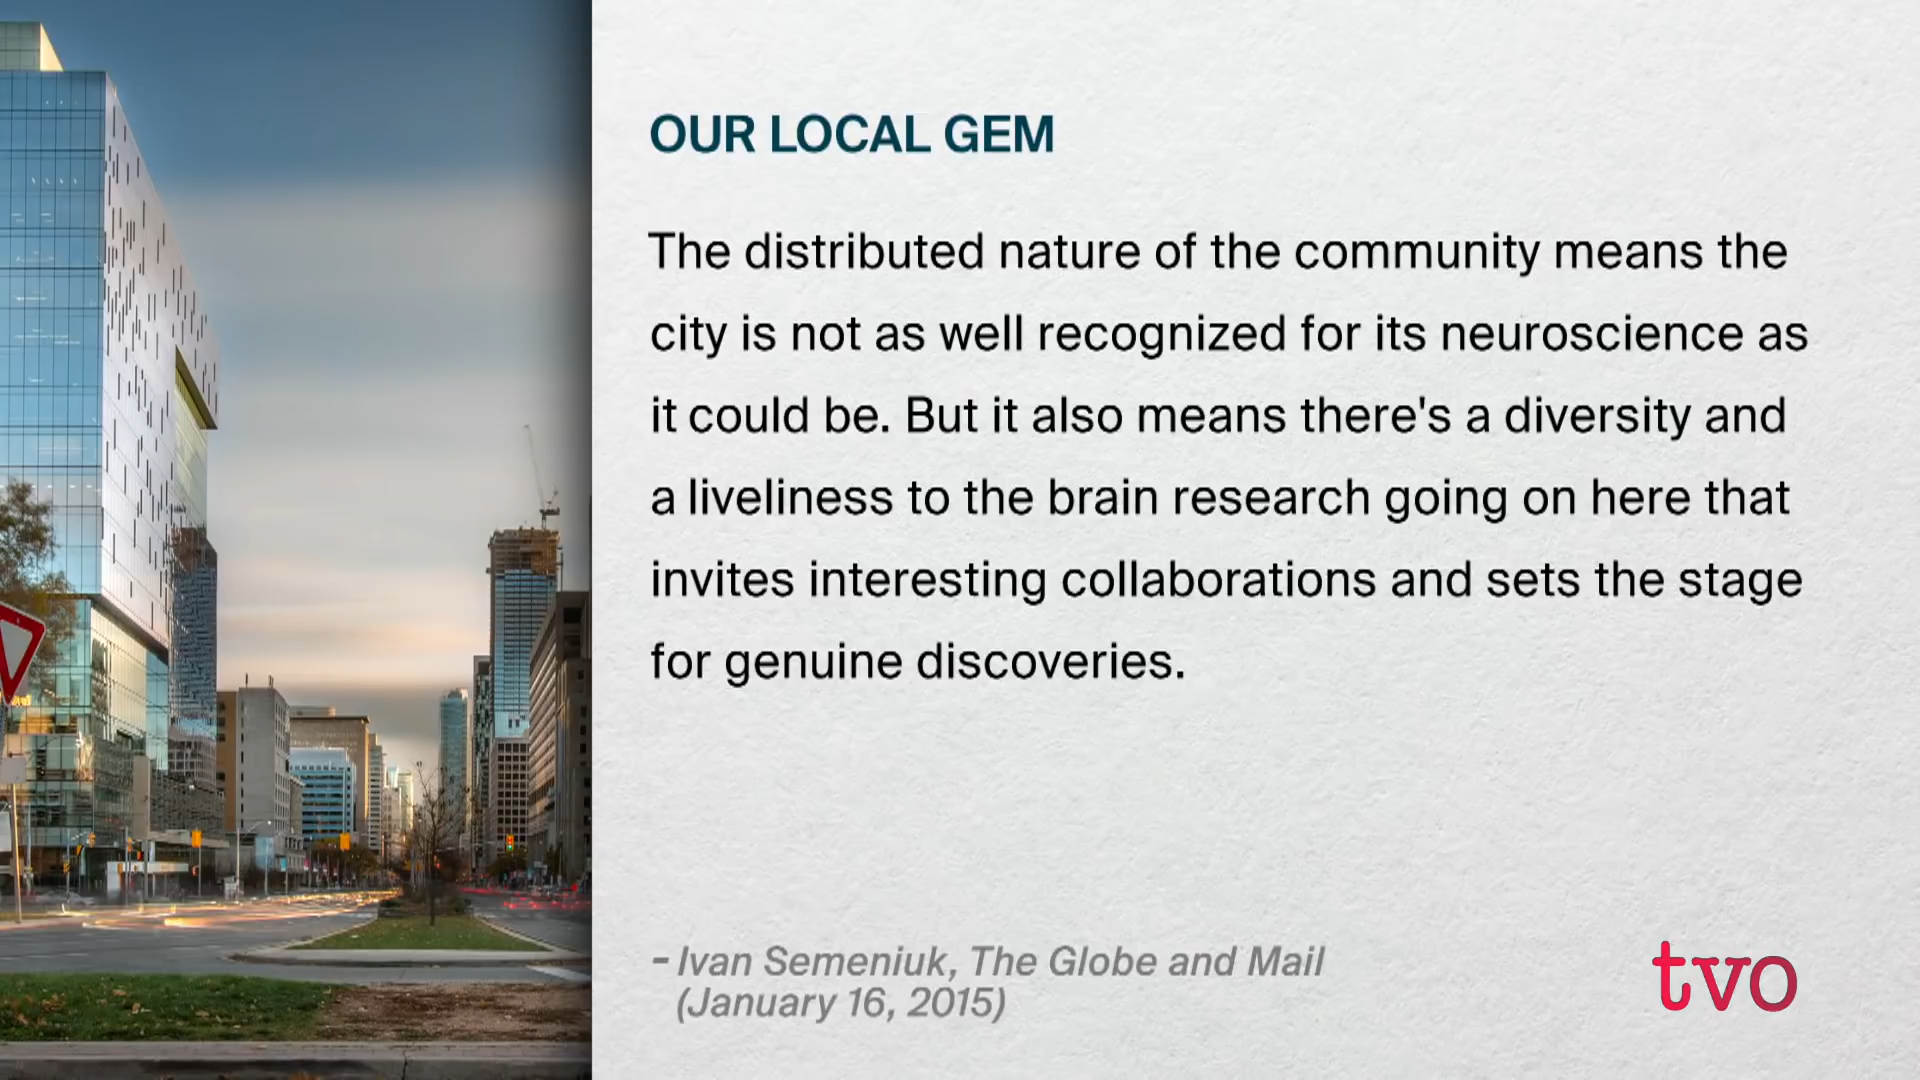 OUR LOCAL GEM
The distributed nature of the community means the
city is not as well recognized for its neuroscience as
it could be. But it also means there's a diversity and
a liveliness to the brain research going on here that
invites interesting collaborations and sets the stage
for genuine discoveries.
- Ivan Semeniuk, The Globe and Mail
(January 16, 2015)
tvo